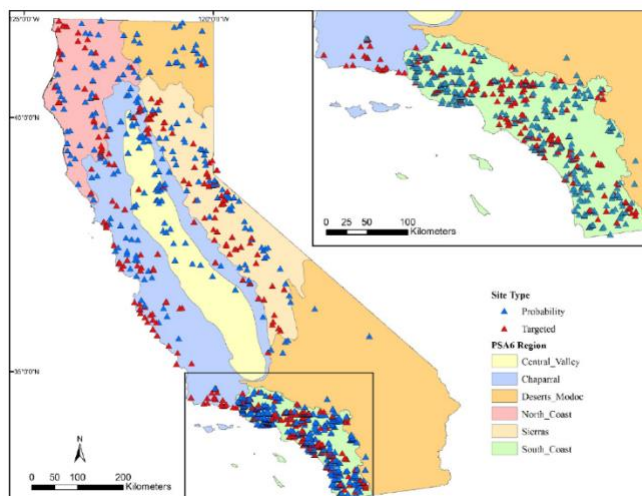 125°0'0"W
120°0'0"W
40°0'0"N
35°0'0"N
0 25 50 100
Kilometers
Site Type
Probability
Targeted
PSA6 Region
Central_Valley
Chaparral
Deserts_Modoc
North_Coast
Sierras
South_Coast
N
0 50 100 200
Kilometers